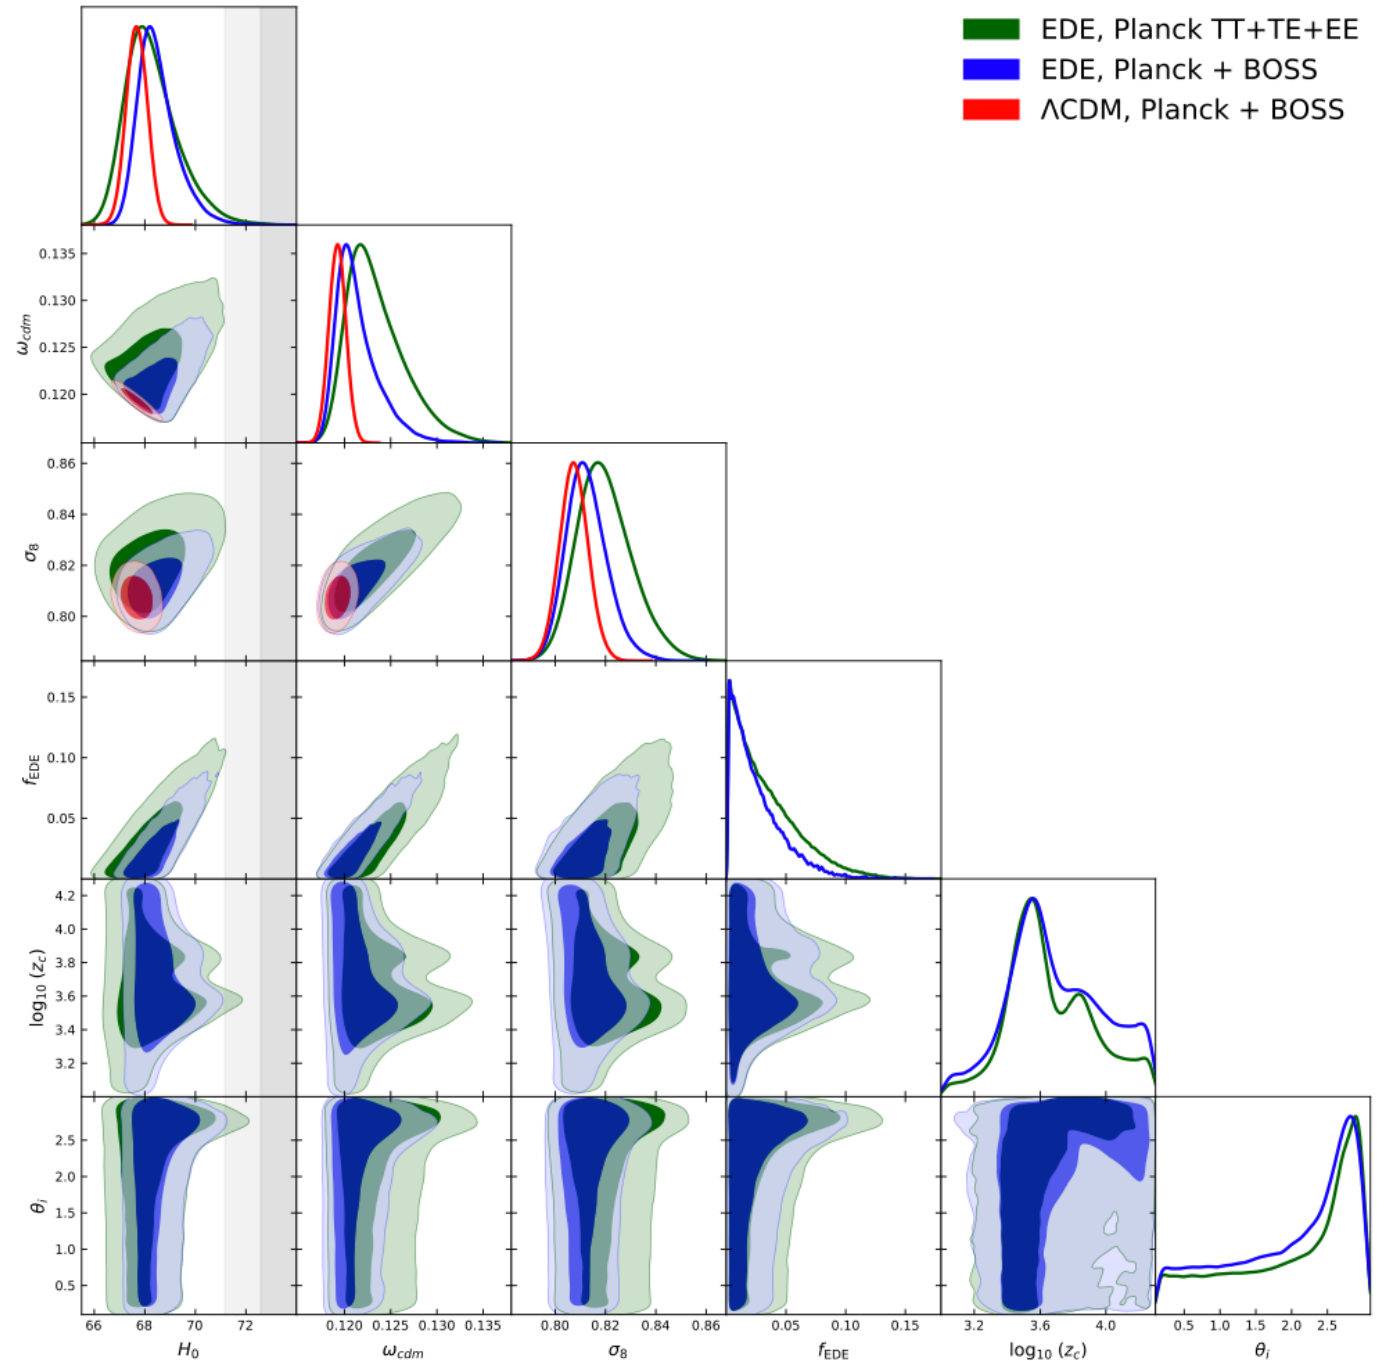 EDE, Planck TT+TE+EE
EDE, Planck + BOSS
ΛCDM, Planck + BOSS
0.135
0.130
0.125
0.120
ω_cdm
0.86
0.84
0.82
0.80
σ_8
0.15
0.10
0.05
f_EDE
4.2
4.0
3.8
3.6
3.4
3.2
log_10 (z_c)
2.5
2.0
1.5
1.0
0.5
θ_i
66 68 70 72
0.120 0.125 0.130 0.135
0.80 0.82 0.84 0.86
0.05 0.10 0.15
3.2 3.6 4.0
0.5 1.0 1.5 2.0 2.5
H_0
ω_cdm
σ_8
f_EDE
log_10 (z_c)
θ_i